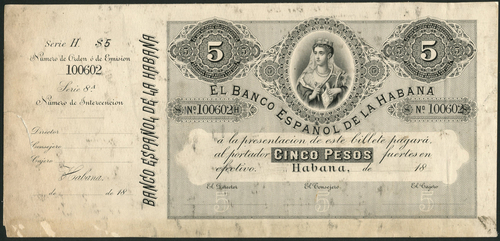 Serie H. $5
Número de Orden ó de Emision
100602
Serie 8ª
Número de Intervencion
Director
Consejero
Cajero
Habana,
de de 18
BANCO ESPAÑOL DE LA HABANA
5 5
EL BANCO ESPAÑOL DE LA HABANA
Nº 100602 Nº 100602
á la presentacion de este billete pagará
al portador CINCO PESOS fuertes en
efectivo. Habana, de 18
El Director El Consejero El Cajero